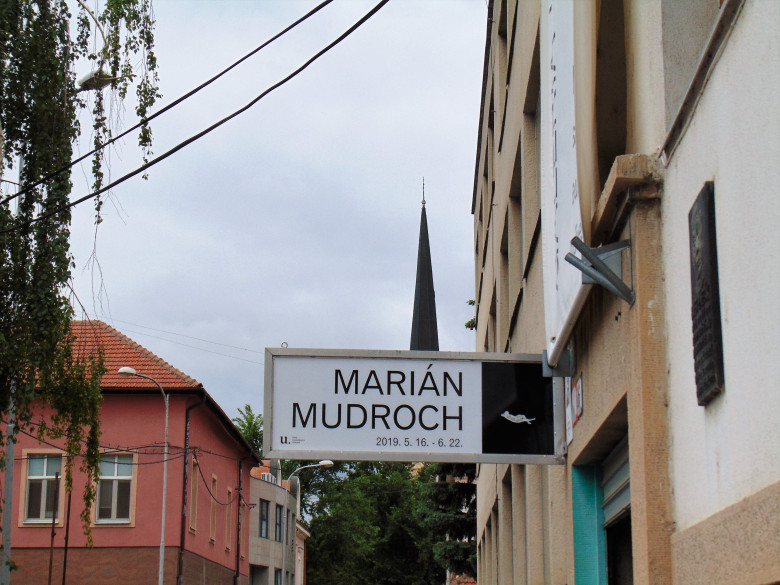 MARIÁN
MUDROCH
u.
2019. 5. 16. - 6. 22.